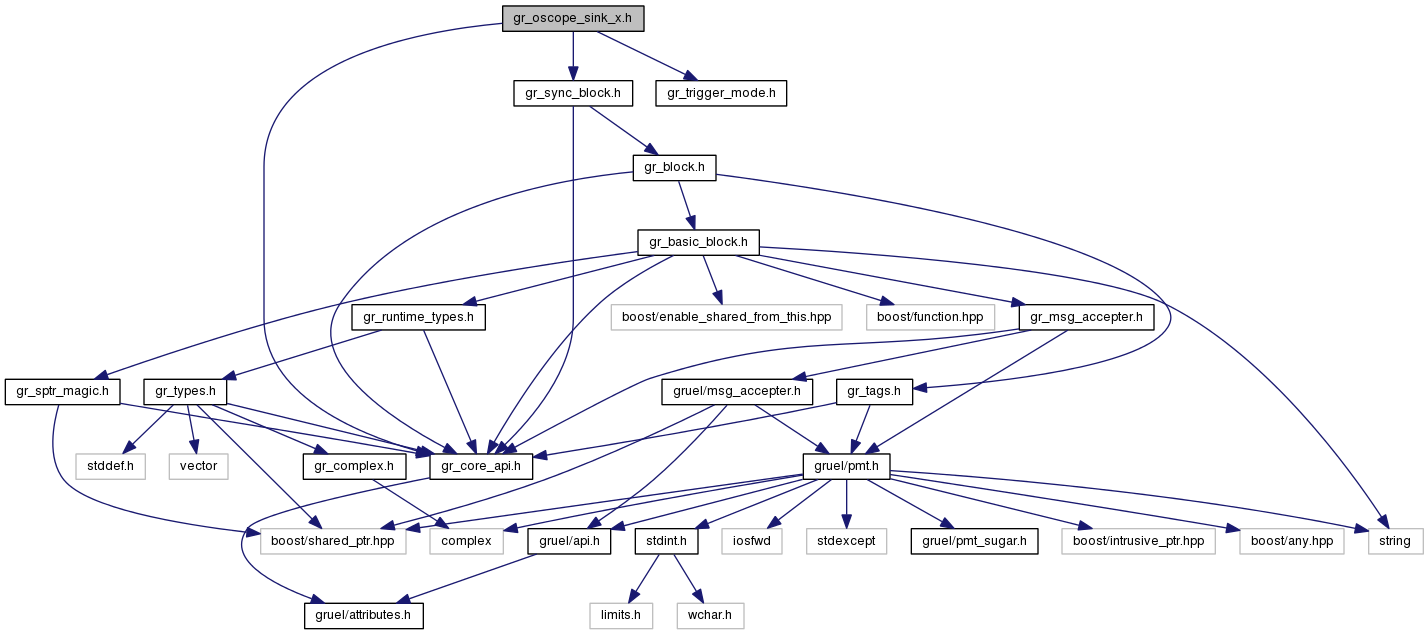 gr_oscope_sink_x.h
gr_sync_block.h
gr_trigger_mode.h
gr_block.h
gr_basic_block.h
gr_runtime_types.h
boost/enable_shared_from_this.hpp
boost/function.hpp
gr_msg_accepter.h
gr_sptr_magic.h
gr_types.h
gruel/msg_accepter.h
gr_tags.h
stddef.h
vector
gr_complex.h
gr_core_api.h
gruel/pmt.h
boost/shared_ptr.hpp
complex
gruel/api.h
stdint.h
iosfwd
stdexcept
gruel/pmt_sugar.h
boost/intrusive_ptr.hpp
boost/any.hpp
string
gruel/attributes.h
limits.h
wchar.h